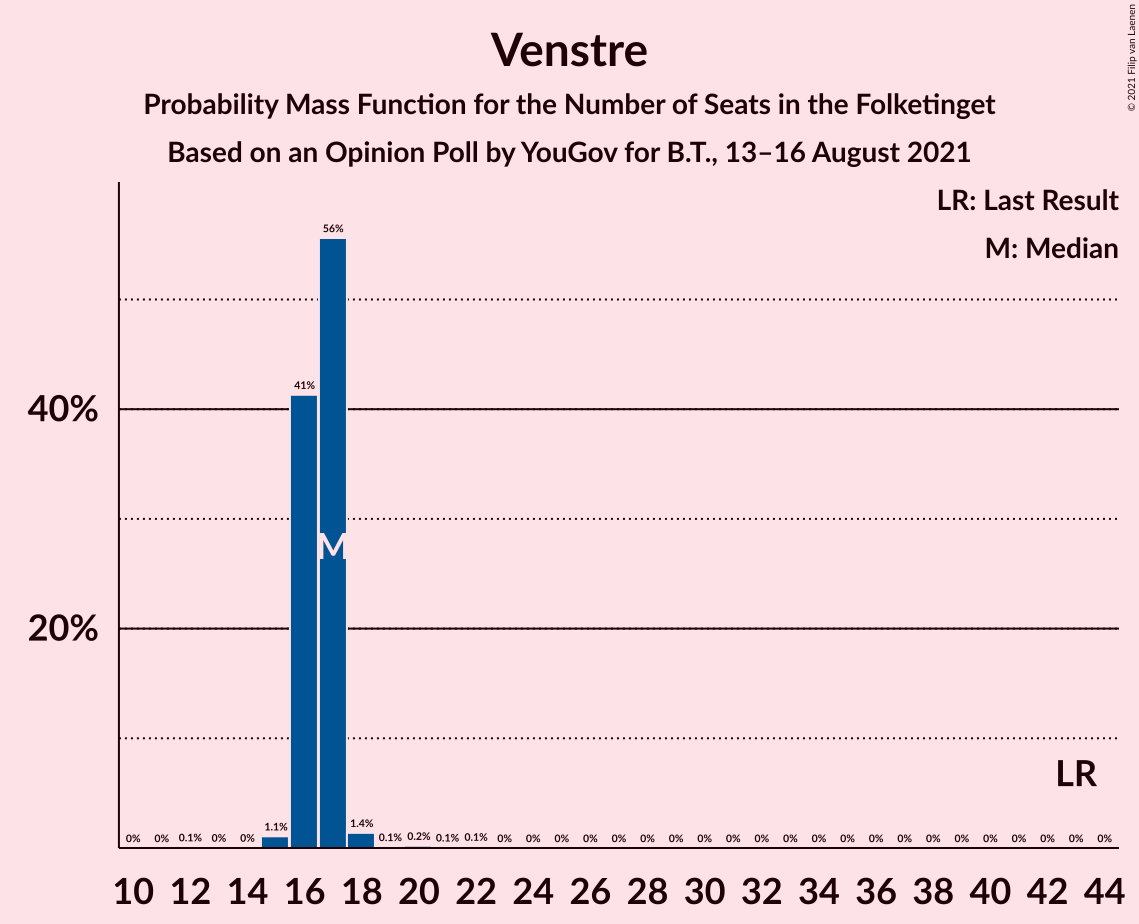 Venstre
Probability Mass Function for the Number of Seats in the Folketinget
Based on an Opinion Poll by YouGov for B.T., 13–16 August 2021
© 2021 Filip van Laenen
LR: Last Result
M: Median
56%
41%
40%
M
20%
LR
0% 0% 0.1% 0% 0% 1.1% 1.4% 0.1% 0.2% 0.1% 0.1% 0% 0% 0% 0% 0% 0% 0% 0% 0% 0% 0% 0% 0% 0% 0% 0% 0% 0% 0% 0% 0% 0%
10 12 14 16 18 20 22 24 26 28 30 32 34 36 38 40 42 44